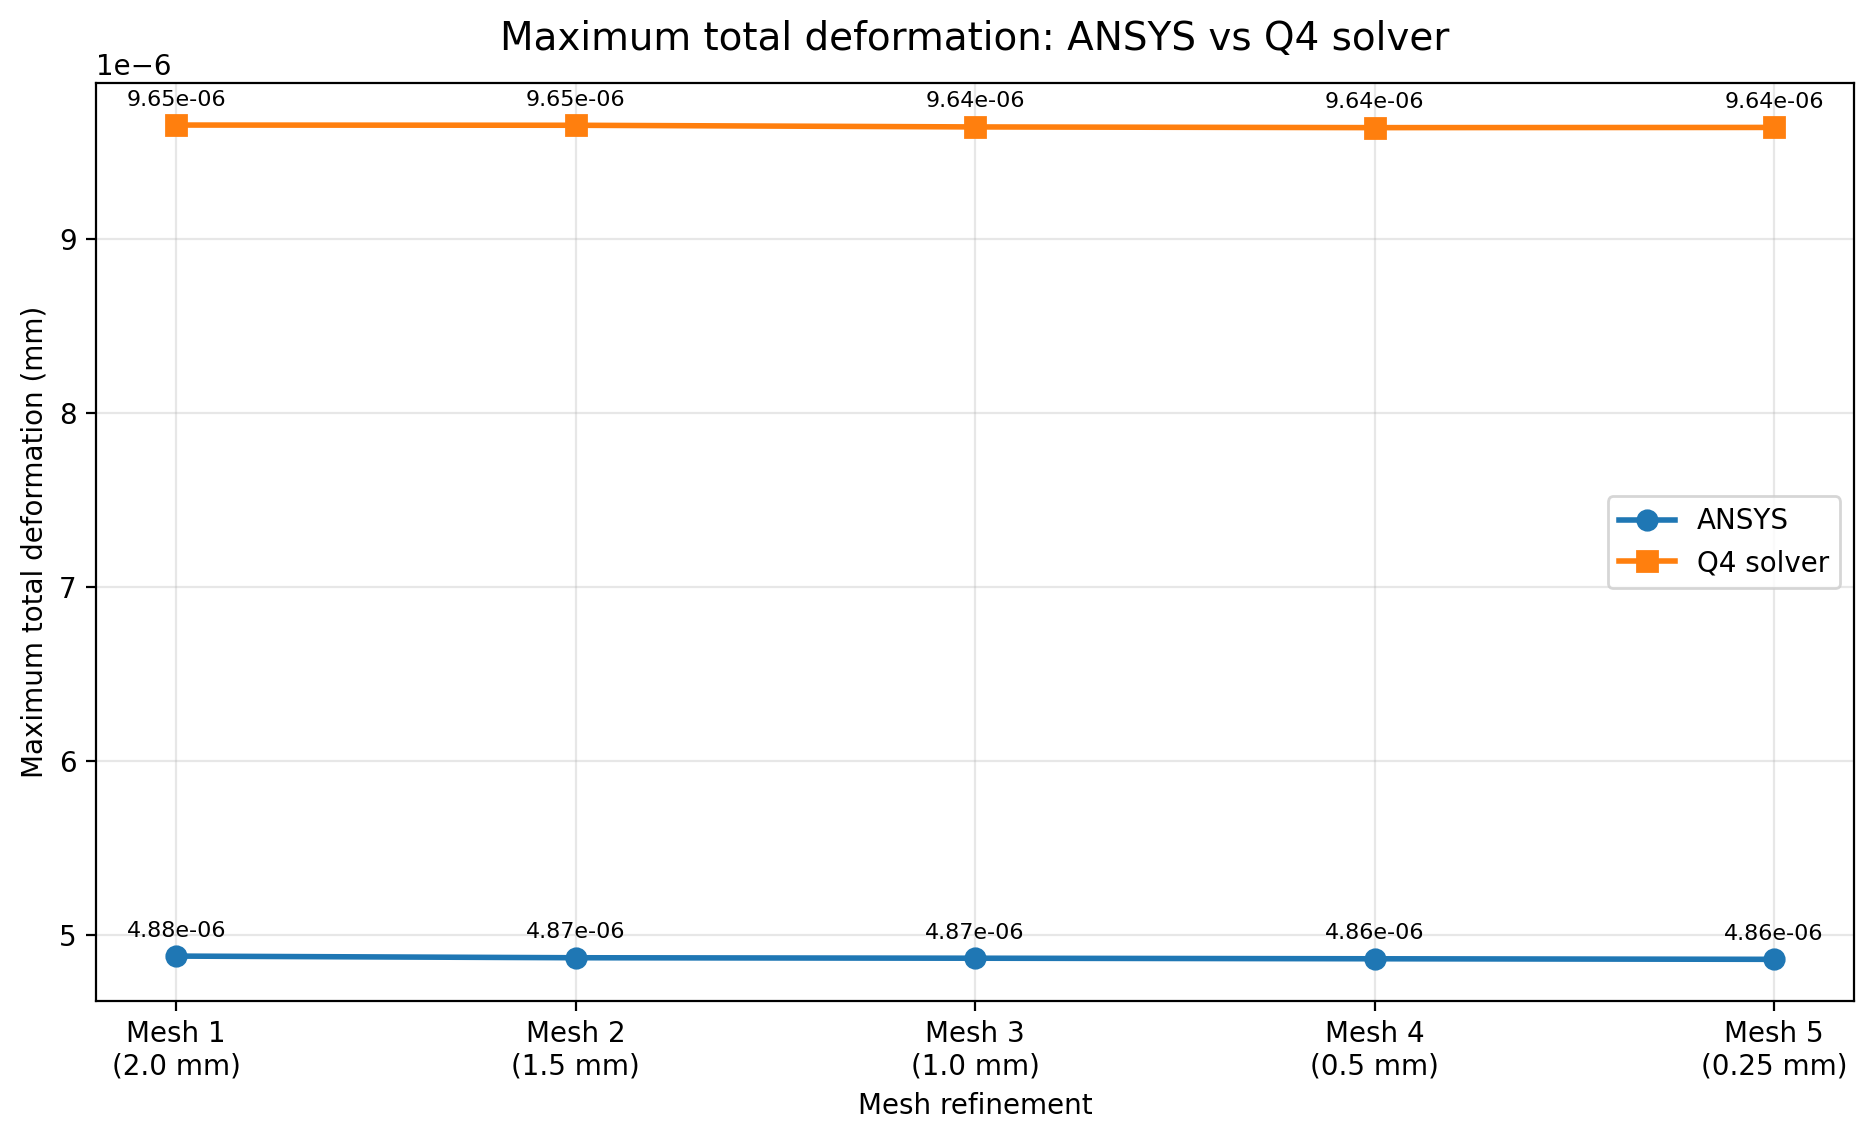 Maximum total deformation: ANSYS vs Q4 solver
1e−6
9.65e-06 9.65e-06 9.64e-06 9.64e-06 9.64e-06
9
8
7
6
5
Maximum total deformation (mm)
ANSYS
Q4 solver
4.88e-06 4.87e-06 4.87e-06 4.86e-06 4.86e-06
Mesh 1 Mesh 2 Mesh 3 Mesh 4 Mesh 5
(2.0 mm) (1.5 mm) (1.0 mm) (0.5 mm) (0.25 mm)
Mesh refinement